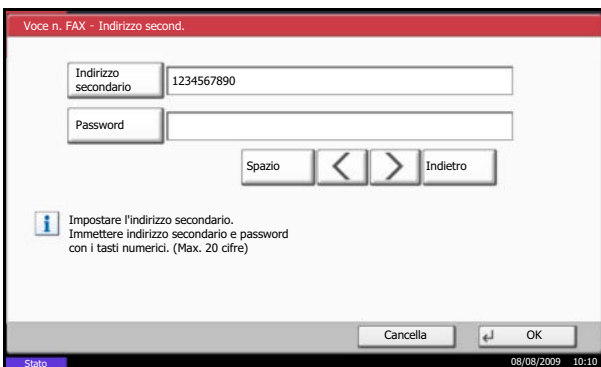 Voce n. FAX - Indirizzo second.
Indirizzo
secondario
1234567890
Password
Spazio
Indietro
Impostare l'indirizzo secondario.
Immettere indirizzo secondario e password
con i tasti numerici. (Max. 20 cifre)
Cancella
OK
Stato
08/08/2009 10:10